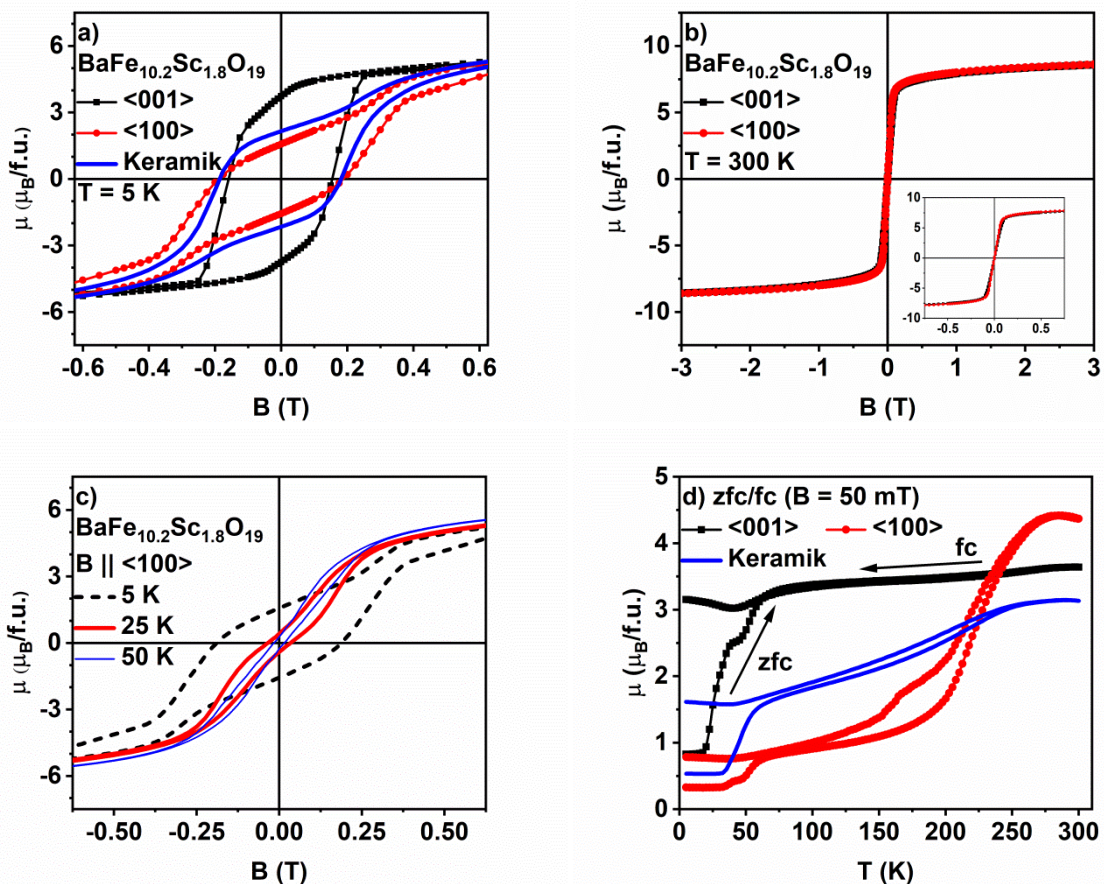 a)
BaFe10.2Sc1.8O19
<001>
<100>
Keramik
T = 5 K
μ (μB/f.u.)
6
3
0
-3
-6
-0.6 -0.4 -0.2 0.0 0.2 0.4 0.6
B (T)
b)
BaFe10.2Sc1.8O19
<001>
<100>
T = 300 K
μ (μB/f.u.)
10
5
0
-5
-10
10
5
0
-5
-10
-0.5 0.0 0.5
-3 -2 -1 0 1 2 3
B (T)
c)
BaFe10.2Sc1.8O19
B || <100>
5 K
25 K
50 K
μ (μB/f.u.)
6
3
0
-3
-6
-0.50 -0.25 0.00 0.25 0.50
B (T)
d) zfc/fc (B = 50 mT)
<001> <100>
Keramik
fc
zfc
μ (μB/f.u.)
5
4
3
2
1
0
0 50 100 150 200 250 300
T (K)